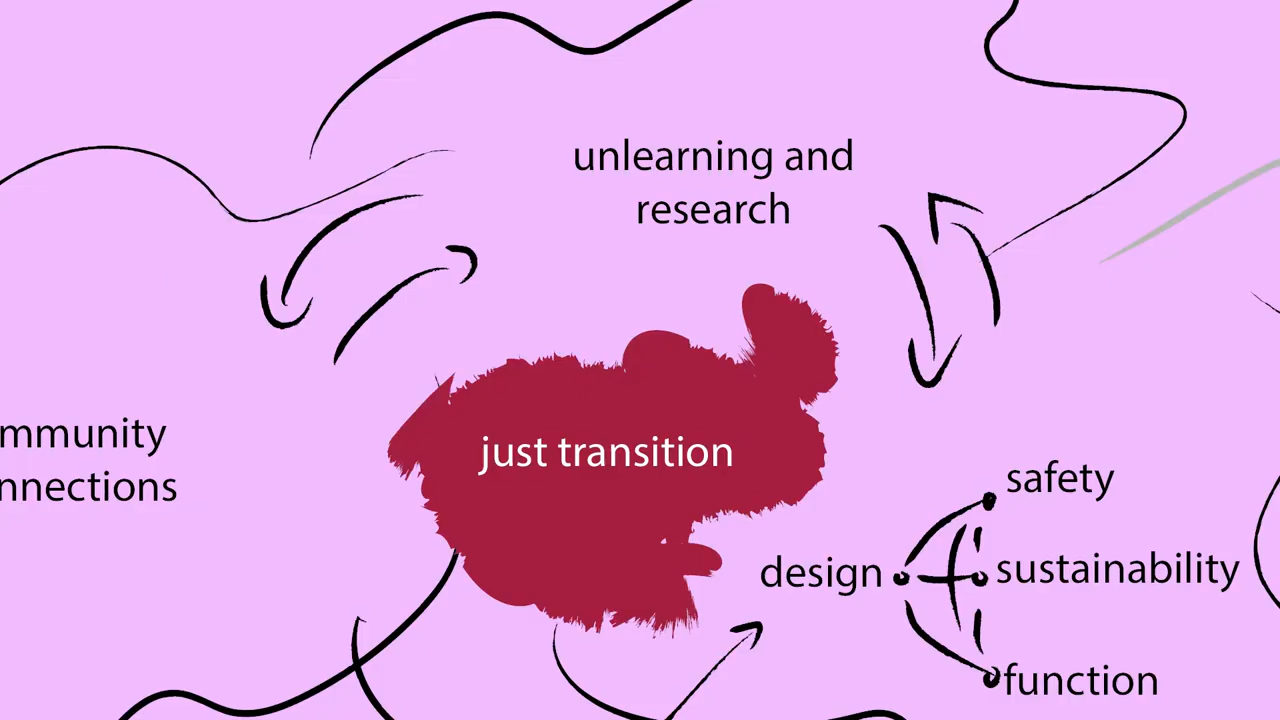 unlearning and
research
mmunity
nnections
just transition
safety
design
sustainability
function